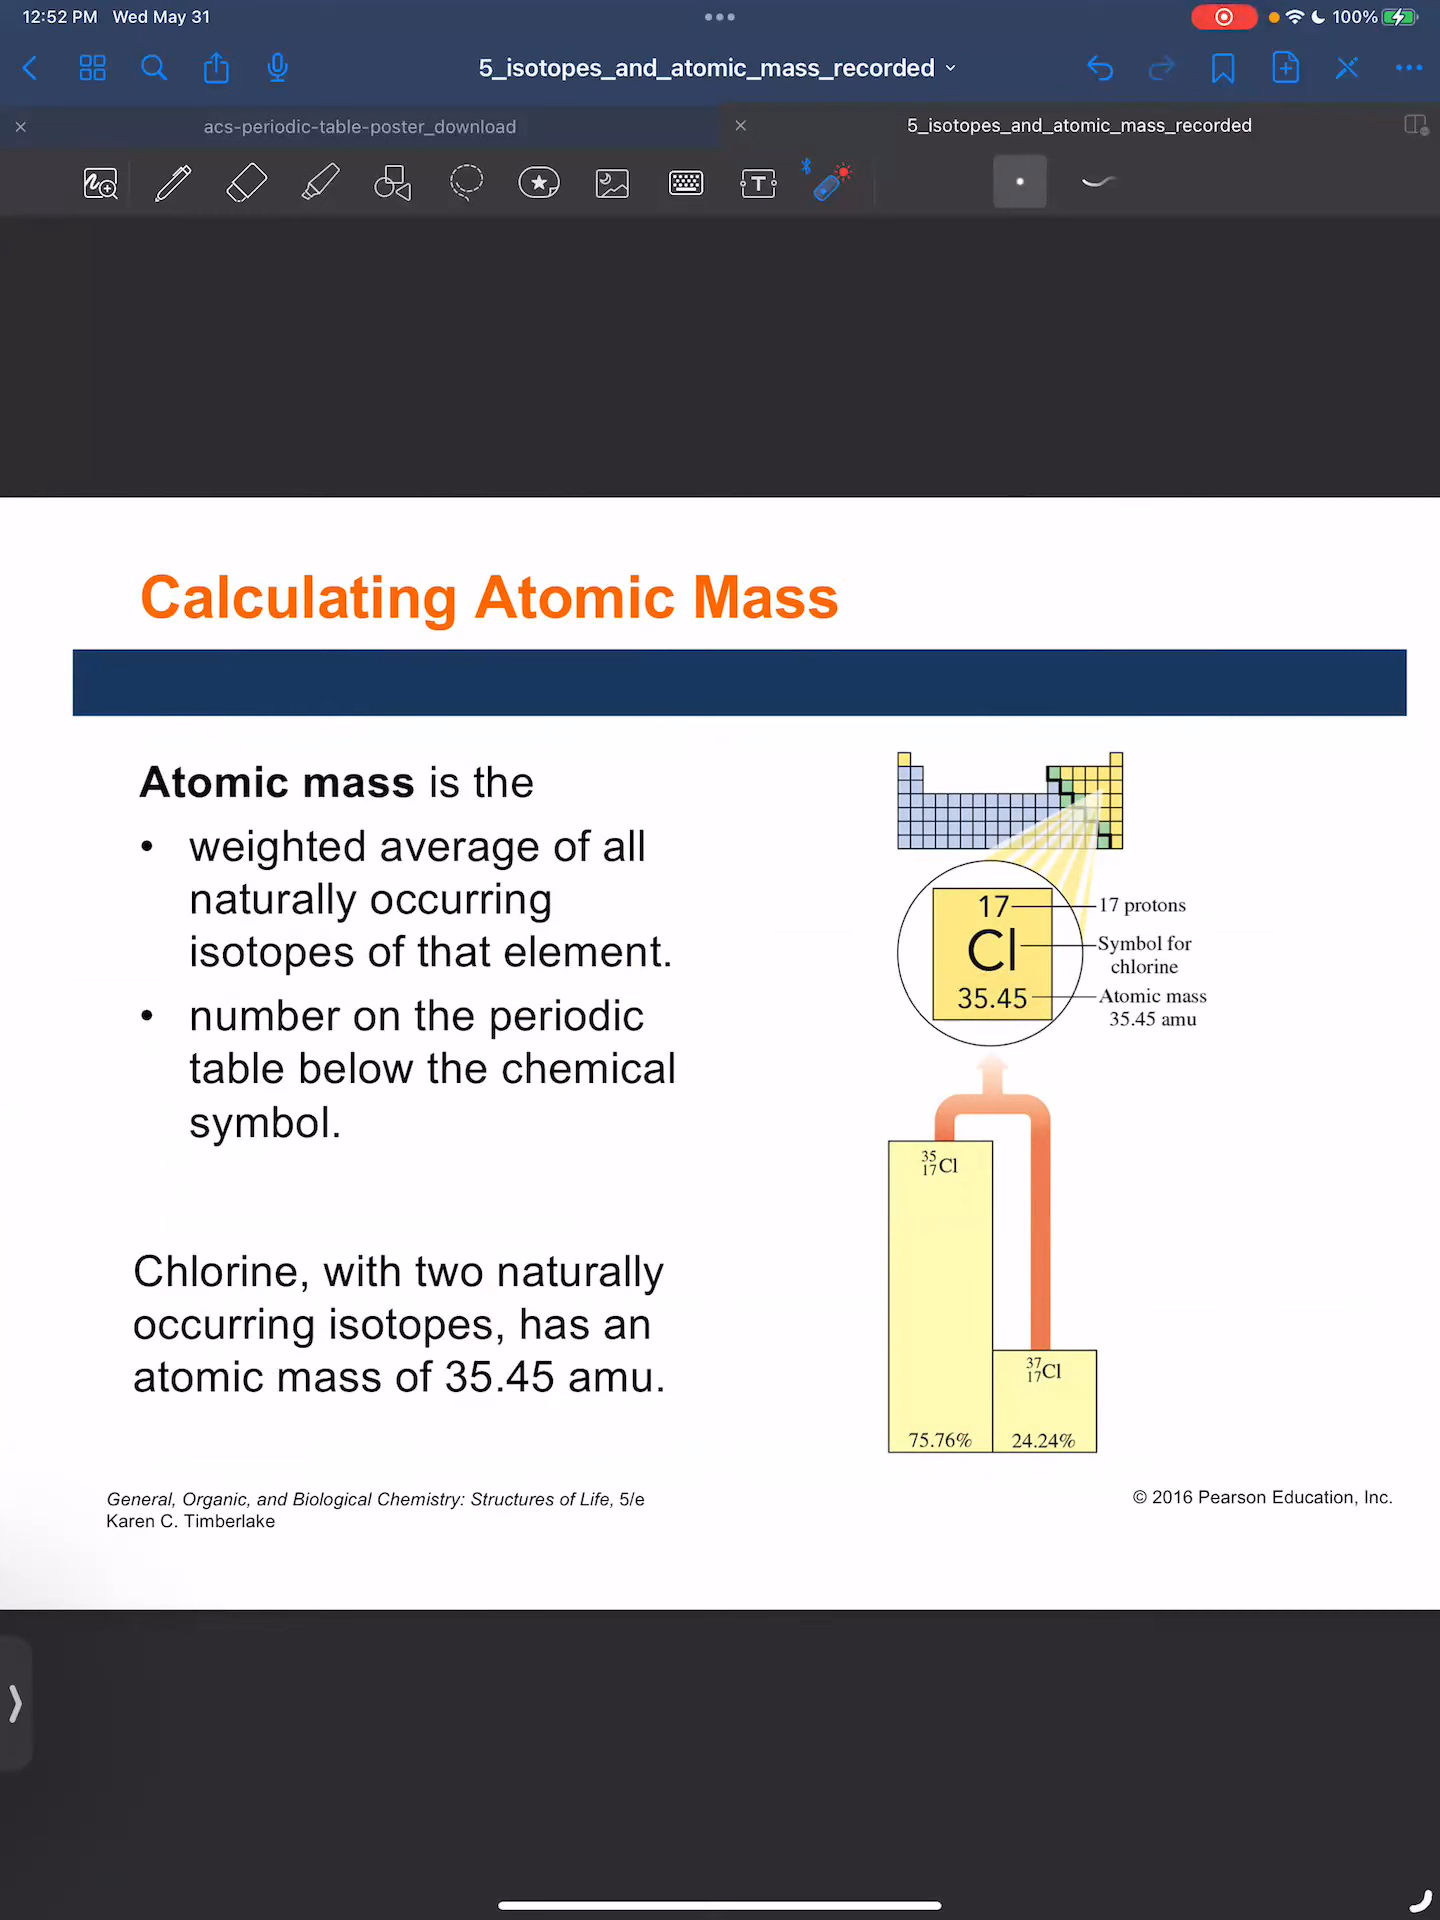 12:52 PM Wed May 31
100%
5_isotopes_and_atomic_mass_recorded
acs-periodic-table-poster_download
5_isotopes_and_atomic_mass_recorded
T
Calculating Atomic Mass
Atomic mass is the
• weighted average of all
naturally occurring
isotopes of that element.
• number on the periodic
table below the chemical
symbol.
Chlorine, with two naturally
occurring isotopes, has an
atomic mass of 35.45 amu.
17
Cl
35.45
17 protons
Symbol for
chlorine
Atomic mass
35.45 amu
35
17 Cl
37
17 Cl
75.76%
24.24%
General, Organic, and Biological Chemistry: Structures of Life, 5/e
Karen C. Timberlake
© 2016 Pearson Education, Inc.